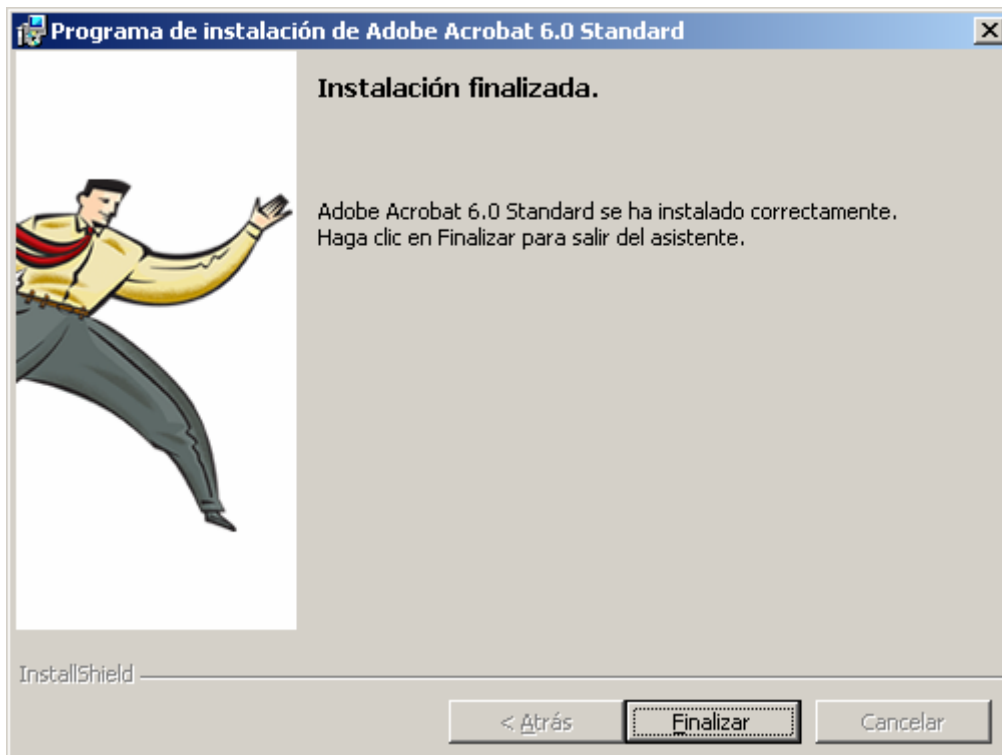 Programa de instalación de Adobe Acrobat 6.0 Standard
Instalación finalizada.
Adobe Acrobat 6.0 Standard se ha instalado correctamente.
Haga clic en Finalizar para salir del asistente.
InstallShield
< Atrás
Finalizar
Cancelar